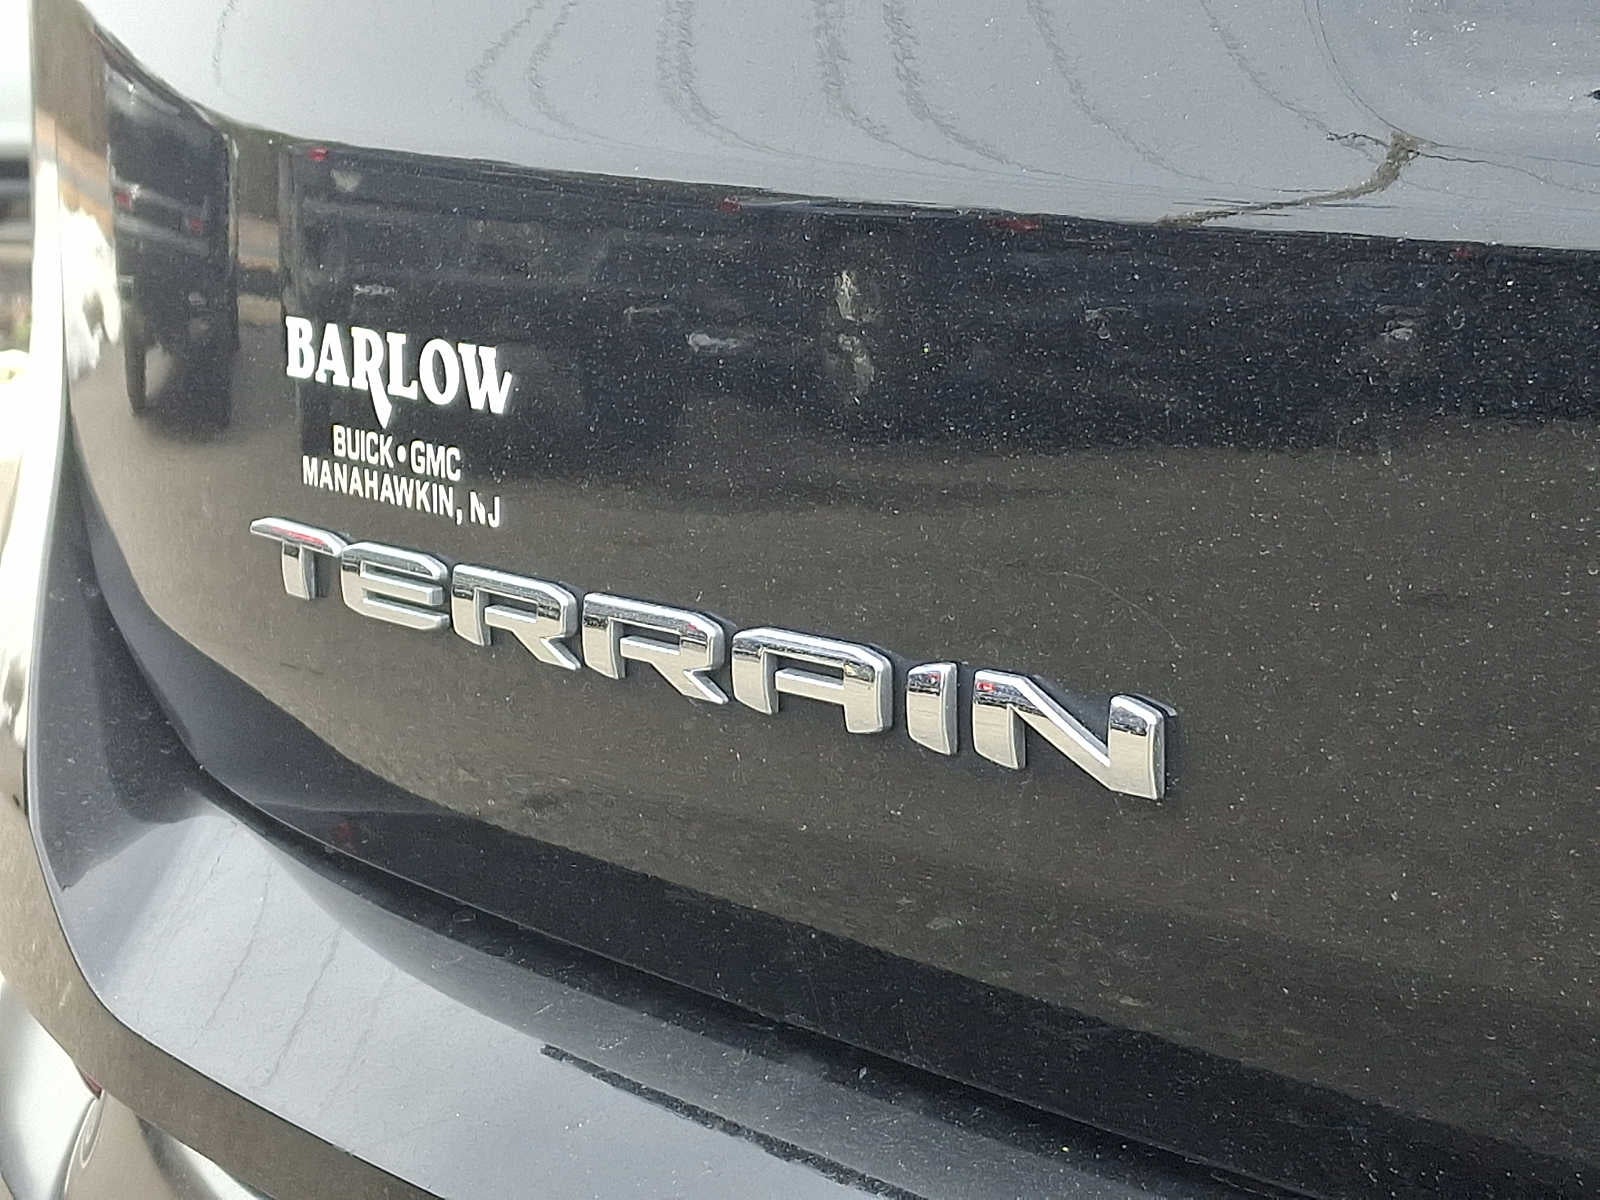 BARLOW
BUICK • GMC
MANAHAWKIN, NJ
TERRAIN